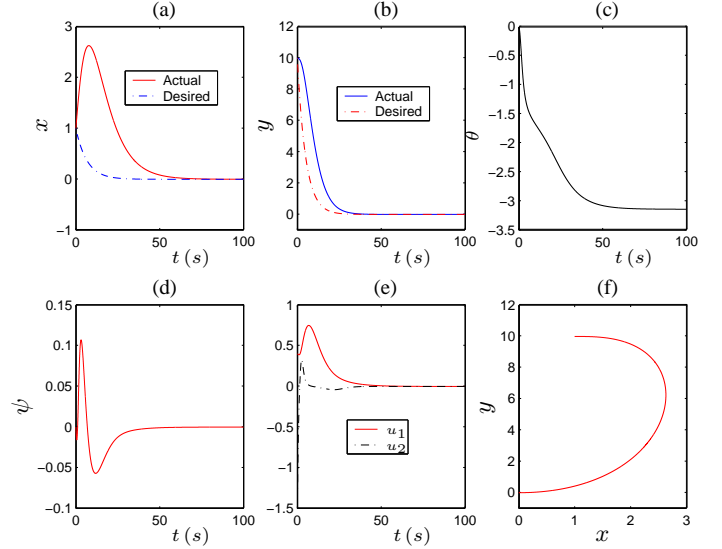 (a)
x
3
2
1
0
−1
0
50
100
t (s)
Actual
Desired
(b)
y
12
10
8
6
4
2
0
−2
0
50
100
t (s)
Actual
Desired
(c)
θ
0
−0.5
−1
−1.5
−2
−2.5
−3
−3.5
0
50
100
t (s)
(d)
ψ
0.15
0.1
0.05
0
−0.05
−0.1
0
50
100
t (s)
(e)
1
0.5
0
−0.5
−1
−1.5
0
50
100
t (s)
u1
u2
(f)
y
12
10
8
6
4
2
0
0
1
2
3
x